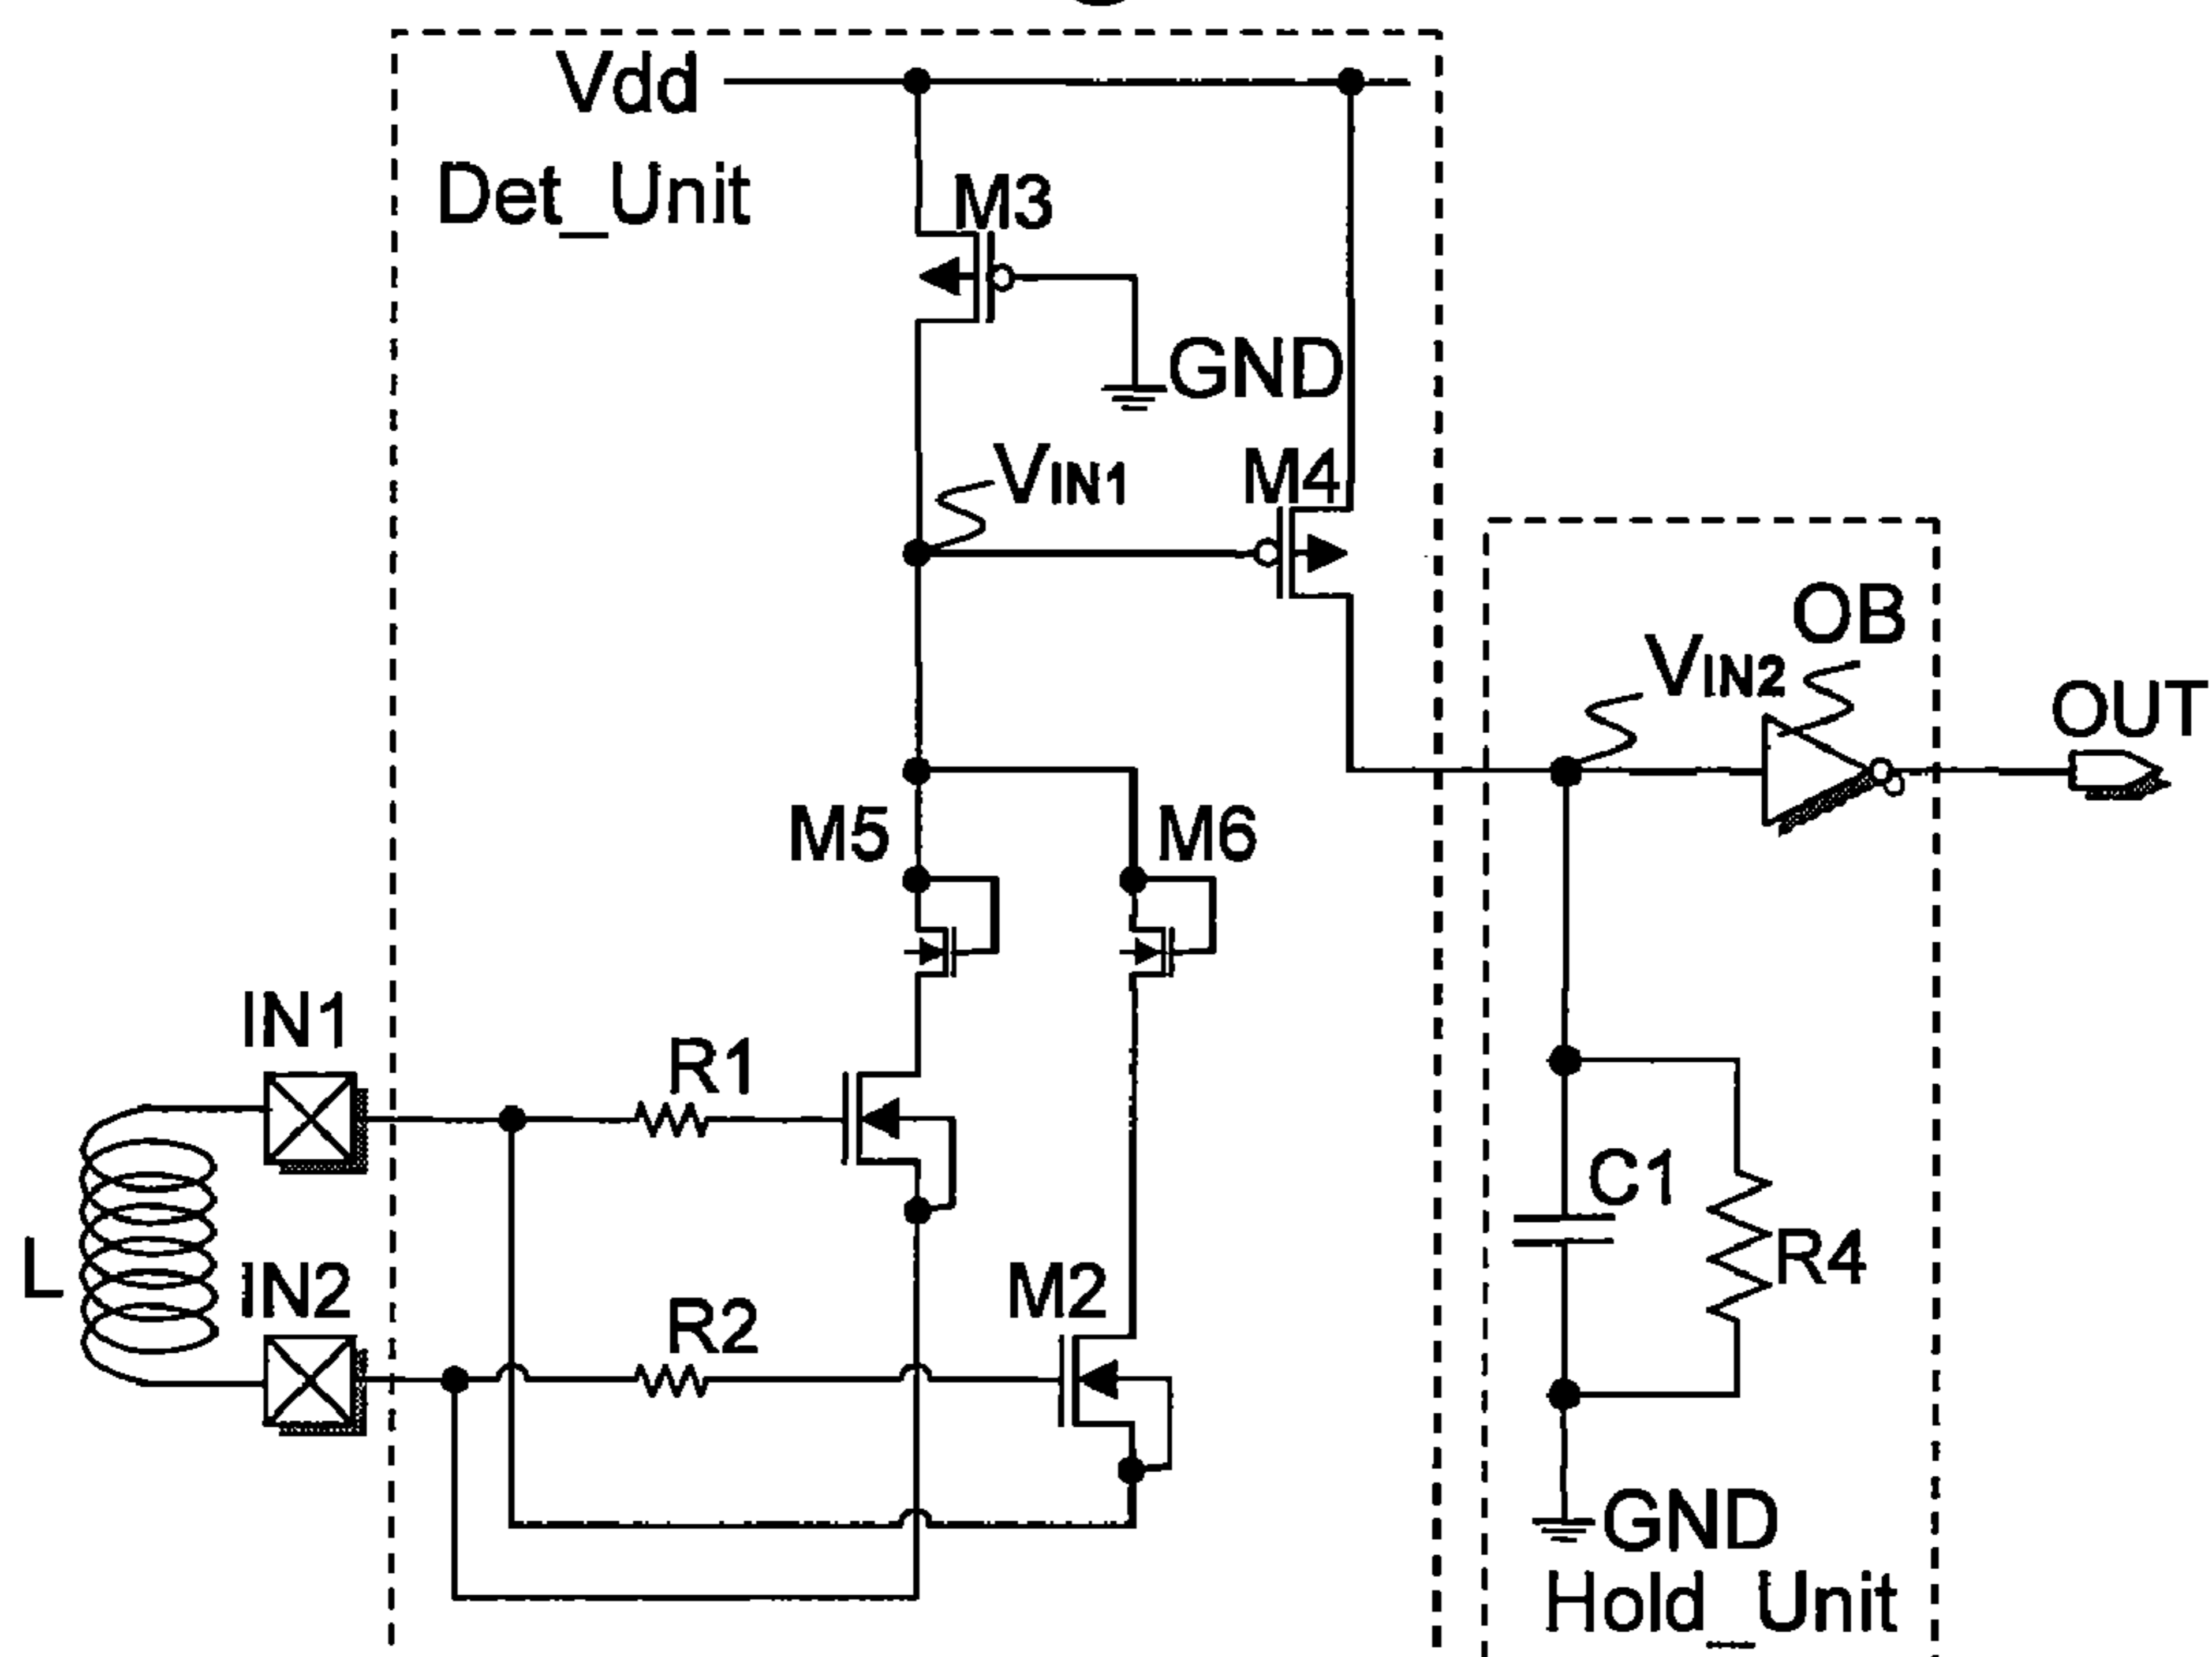 Vdd
Det_Unit
M3
GND
VIN1
M4
OB
VIN2
OUT
M5
M6
IN1
R1
C1
R4
L
IN2
R2
M2
GND
Hold_Unit